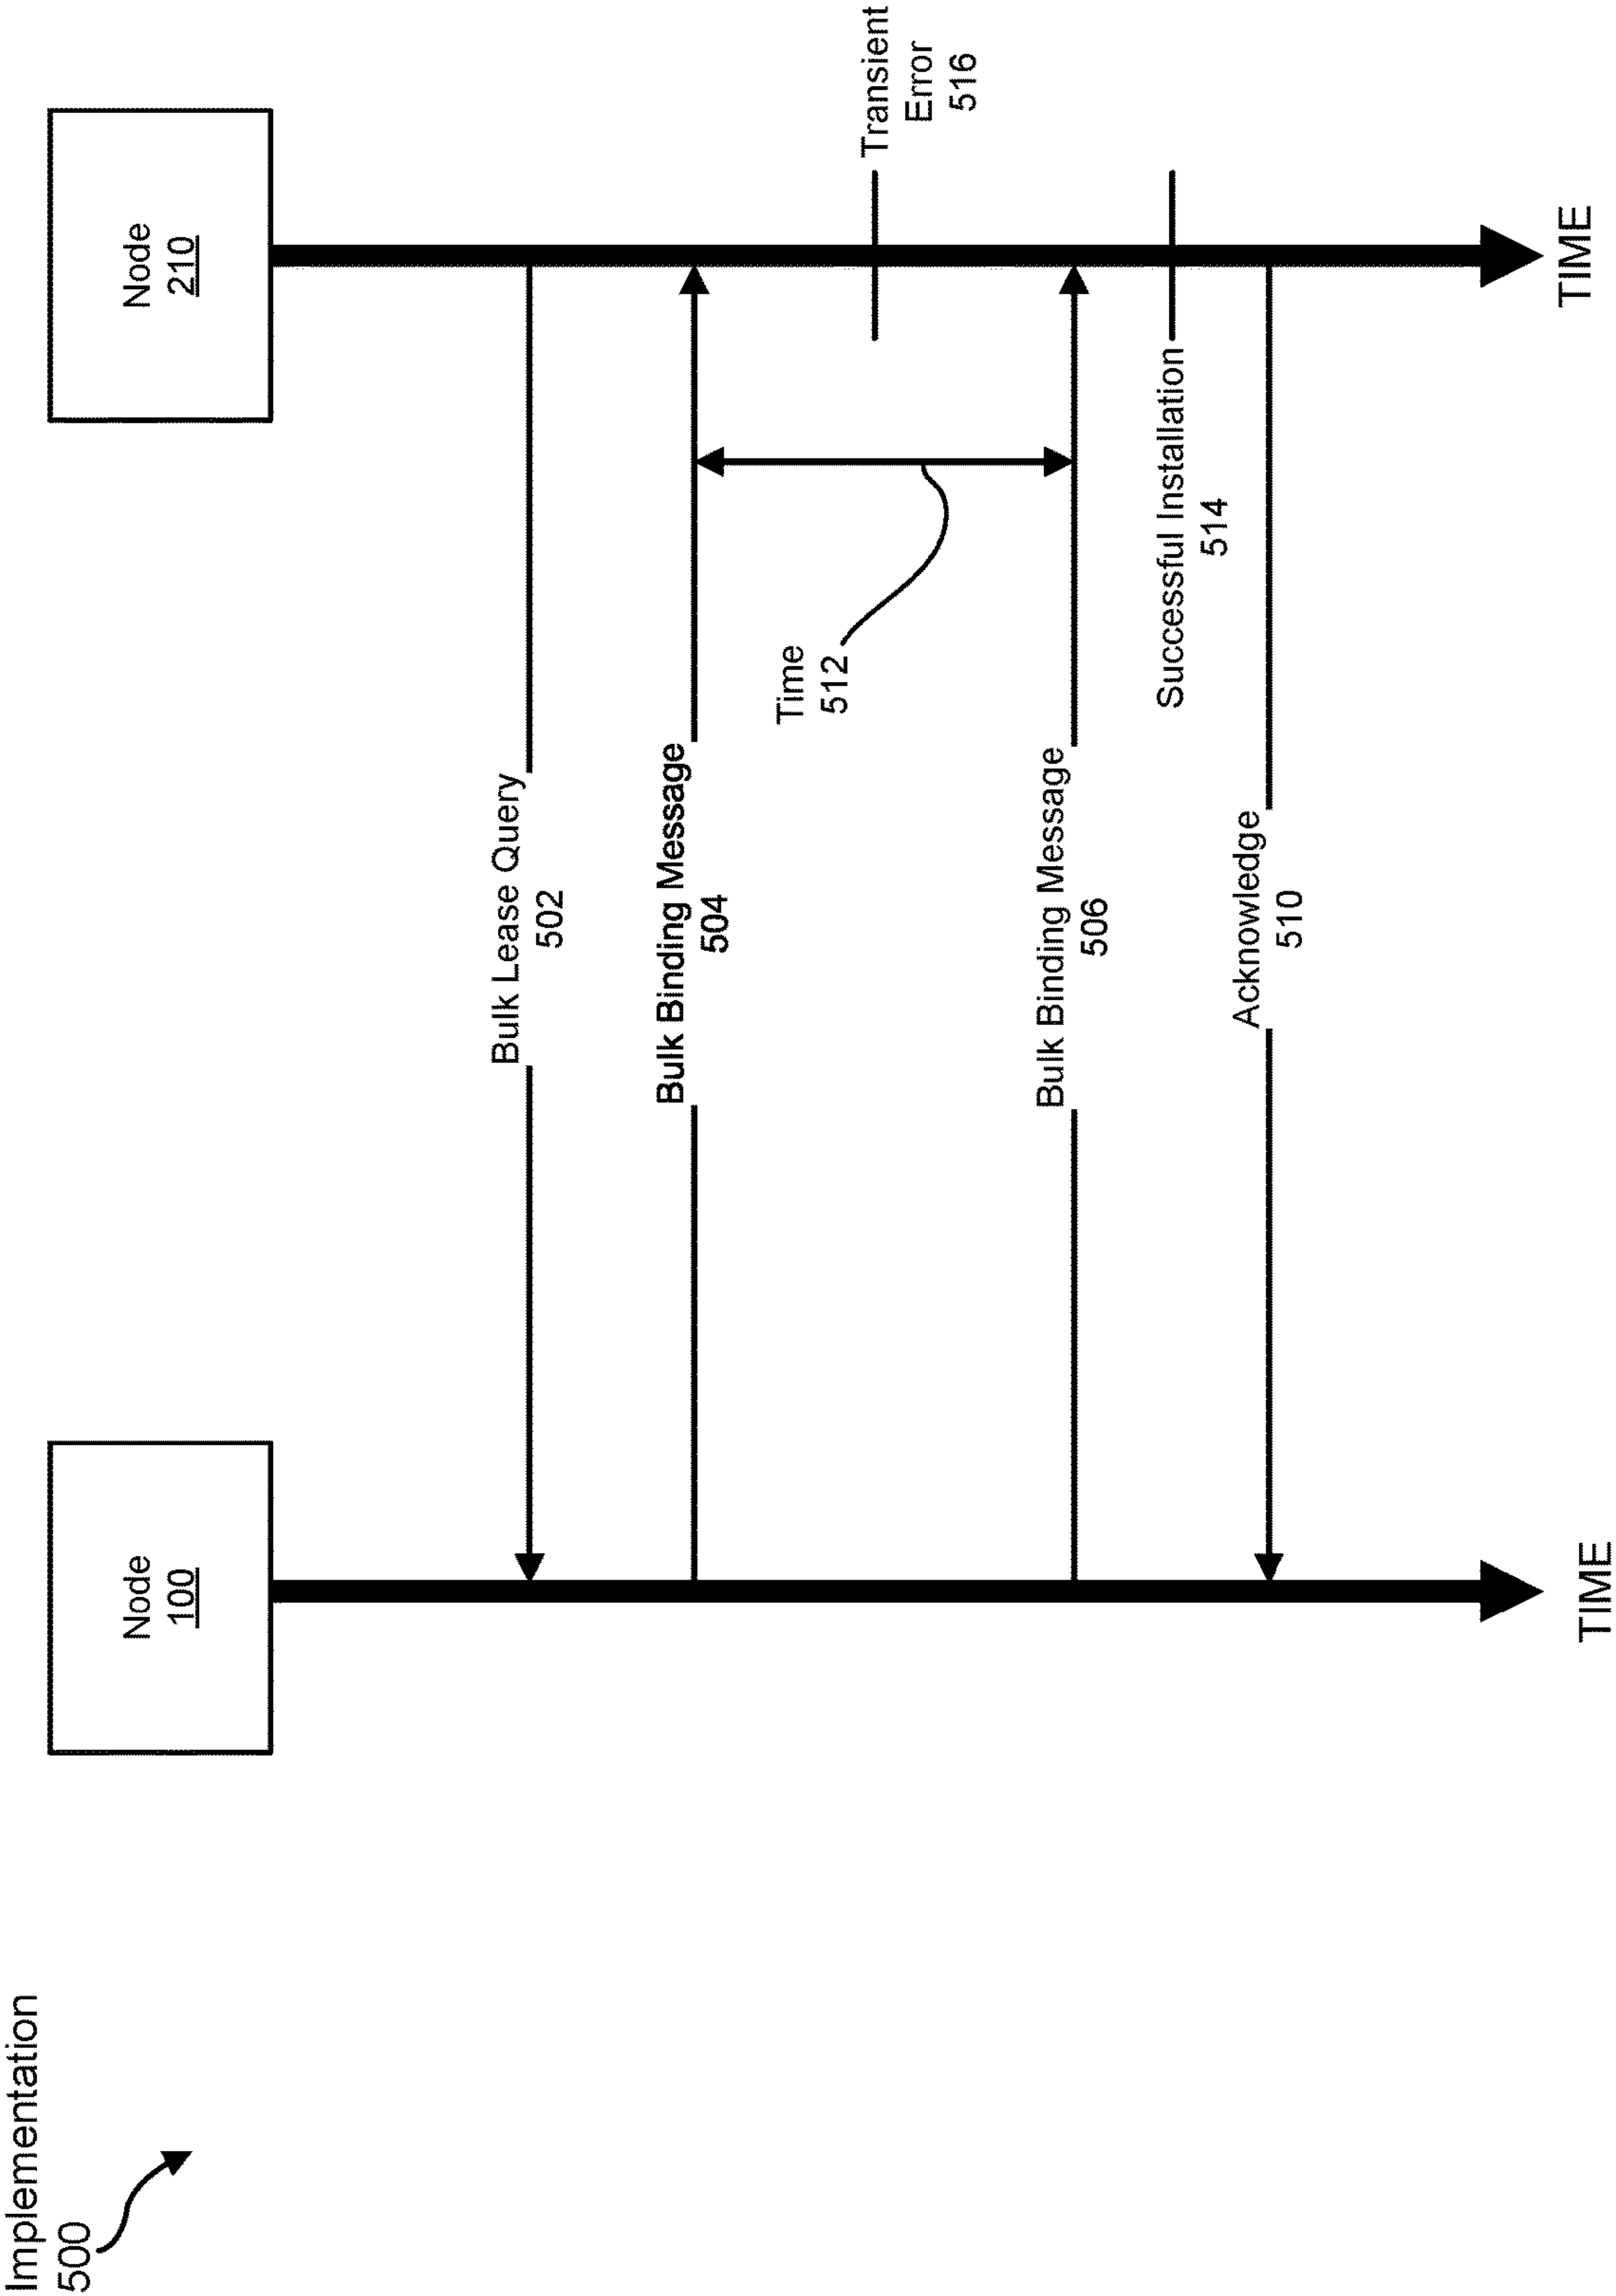 Implementation
500
Node
100
Node
210
Bulk Lease Query
502
Bulk Binding Message
504
Time
512
Transient
Error
516
Bulk Binding Message
506
Successful Installation
514
Acknowledge
510
TIME
TIME